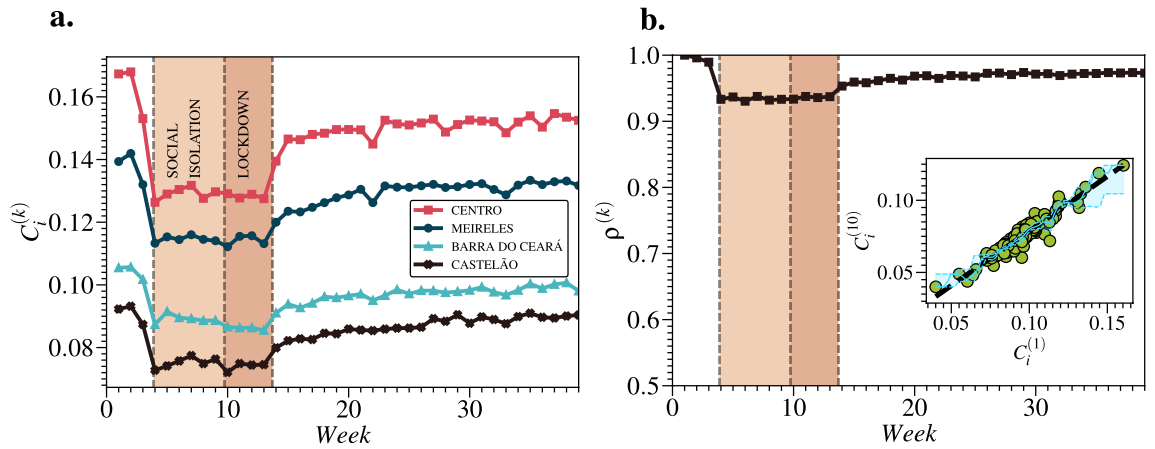 a.
C_i^(k)
0.16
0.14
0.12
0.10
0.08
SOCIAL
ISOLATION
LOCKDOWN
CENTRO
MEIRELES
BARRA DO CEARÁ
CASTELÃO
0
10
20
30
Week
b.
ρ^(k)
1.0
0.9
0.8
0.7
0.6
0.5
C_i^(10)
0.10
0.05
0.05
0.10
0.15
C_i^(1)
0
10
20
30
Week